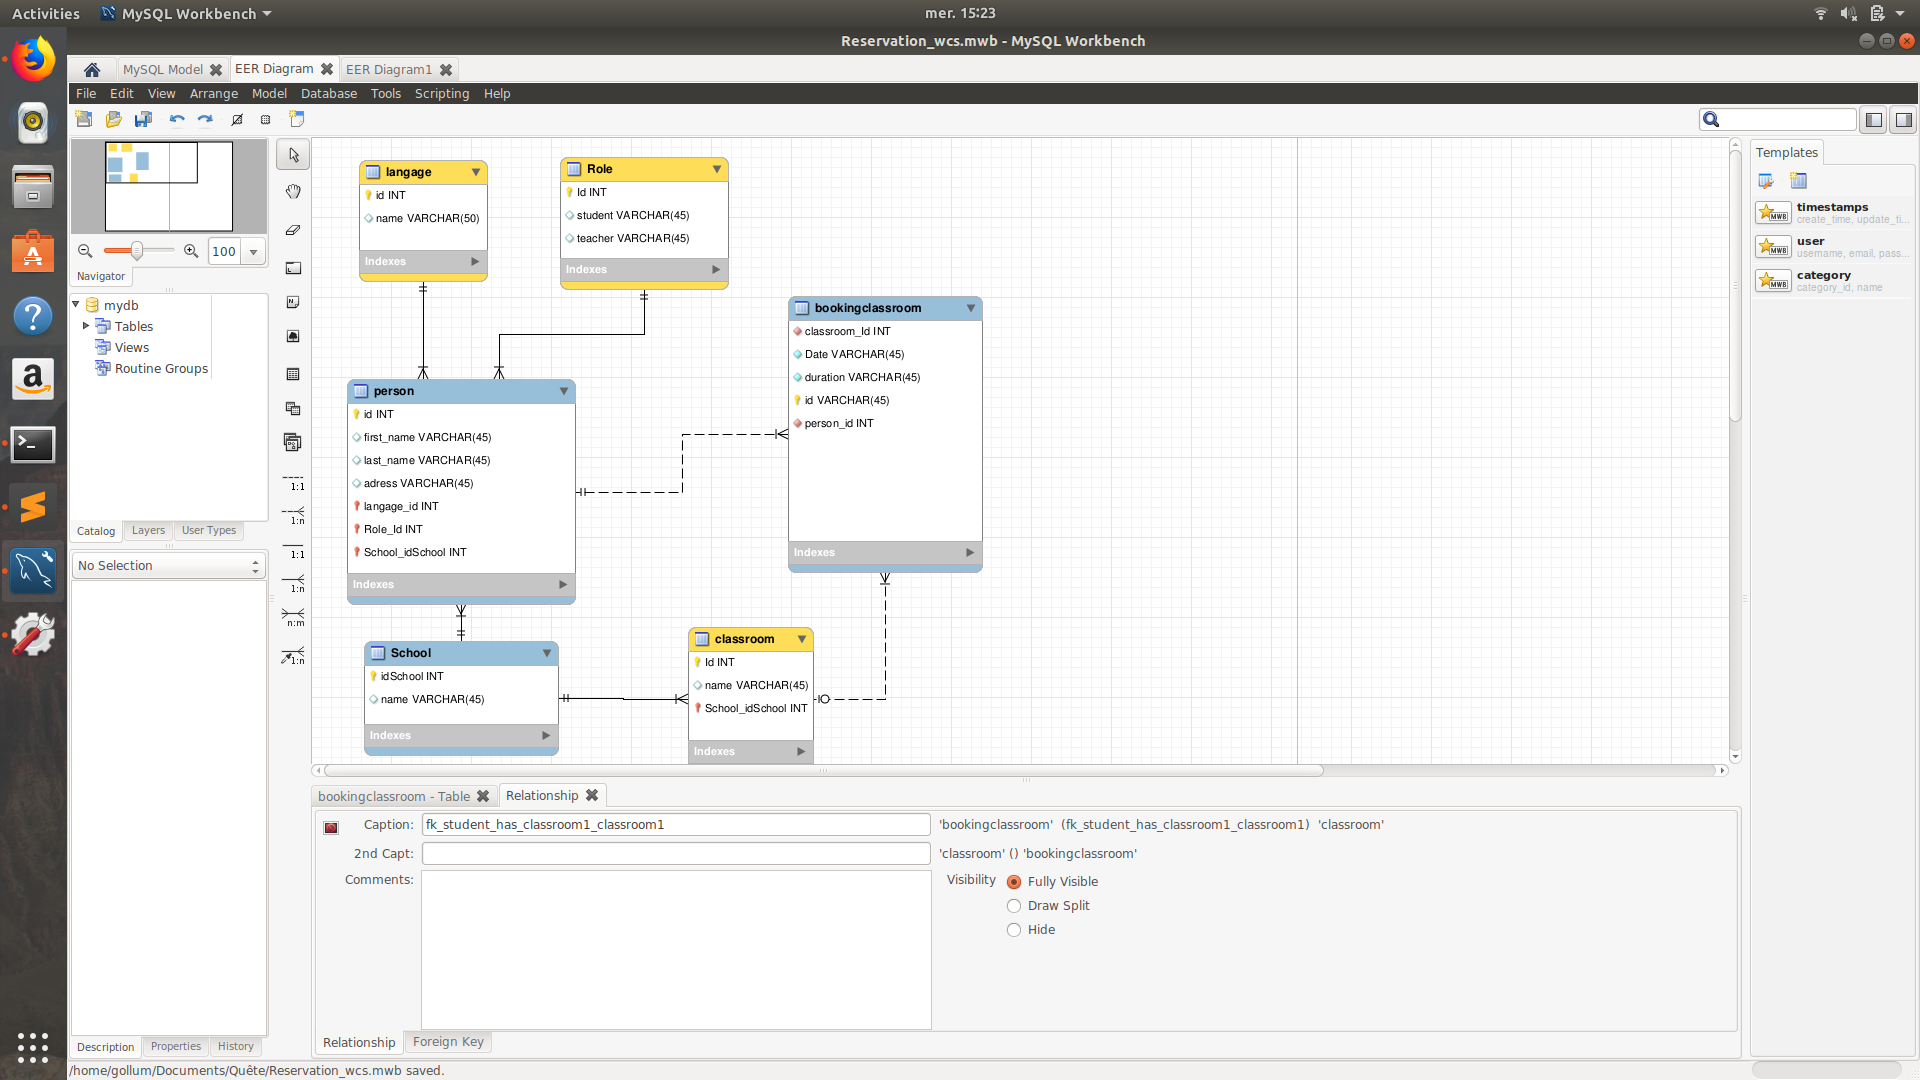 Activities
MySQL Workbench
mer. 15:23
Reservation_wcs.mwb - MySQL Workbench
MySQL Model
EER Diagram
EER Diagram1
File Edit View Arrange Model Database Tools Scripting Help
100
Navigator
mydb
Tables
Views
Routine Groups
Catalog
Layers
User Types
No Selection
Description
Properties
History
1:1
1:n
1:1
1:n
n:m
1:n
langage
id INT
name VARCHAR(50)
Indexes
Role
Id INT
student VARCHAR(45)
teacher VARCHAR(45)
Indexes
bookingclassroom
classroom_Id INT
Date VARCHAR(45)
duration VARCHAR(45)
id VARCHAR(45)
person_id INT
Indexes
person
id INT
first_name VARCHAR(45)
last_name VARCHAR(45)
adress VARCHAR(45)
langage_id INT
Role_Id INT
School_idSchool INT
Indexes
School
idSchool INT
name VARCHAR(45)
Indexes
classroom
Id INT
name VARCHAR(45)
School_idSchool INT
Indexes
Templates
timestamps
create_time, update_ti...
user
username, email, pass...
category
category_id, name
MWB
MWB
MWB
bookingclassroom - Table
Relationship
Caption:
fk_student_has_classroom1_classroom1
'bookingclassroom' (fk_student_has_classroom1_classroom1) 'classroom'
2nd Capt:
'classroom' () 'bookingclassroom'
Comments:
Visibility
Fully Visible
Draw Split
Hide
Relationship
Foreign Key
/home/gollum/Documents/Quête/Reservation_wcs.mwb saved.